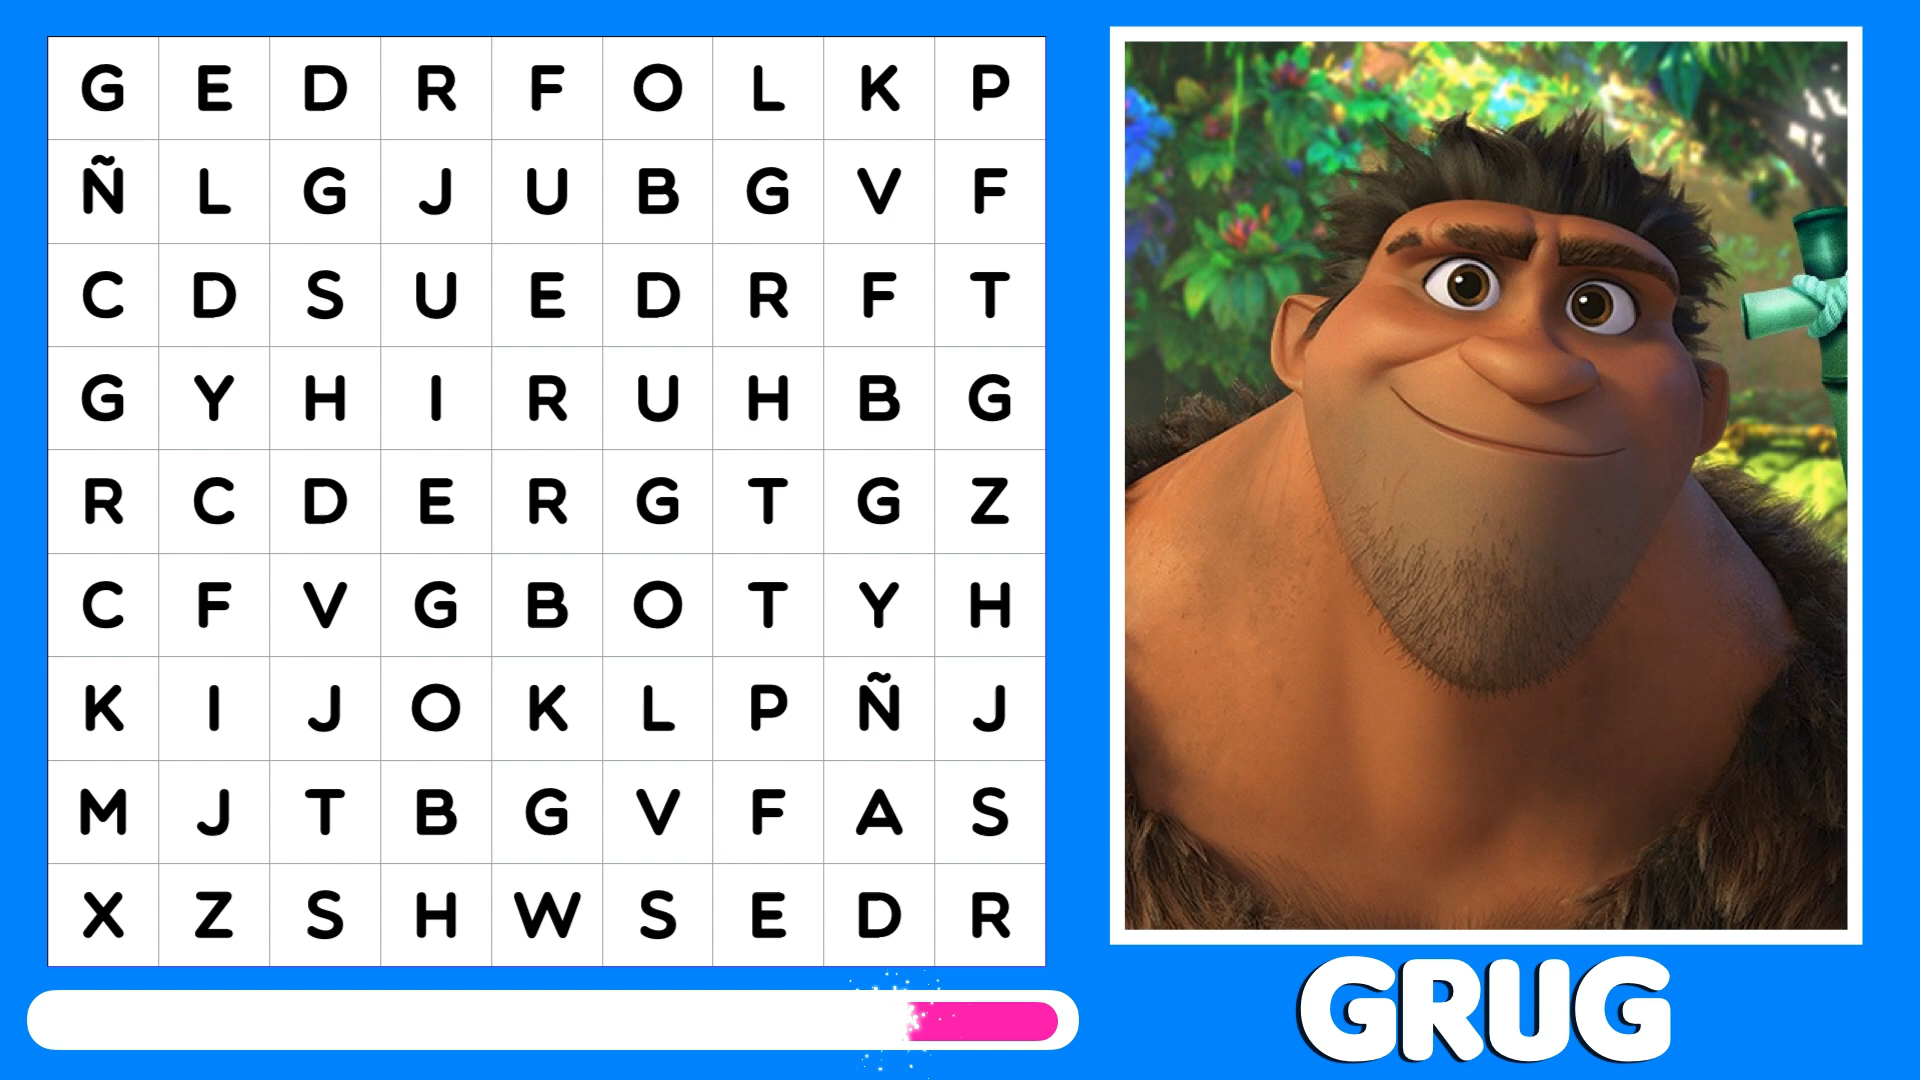 G E D R F O L K P
Ñ L G J U B G V F
C D S U E D R F T
G Y H I R U H B G
R C D E R G T G Z
C F V G B O T Y H
K I J O K L P Ñ J
M J T B G V F A S
X Z S H W S E D R
GRUG